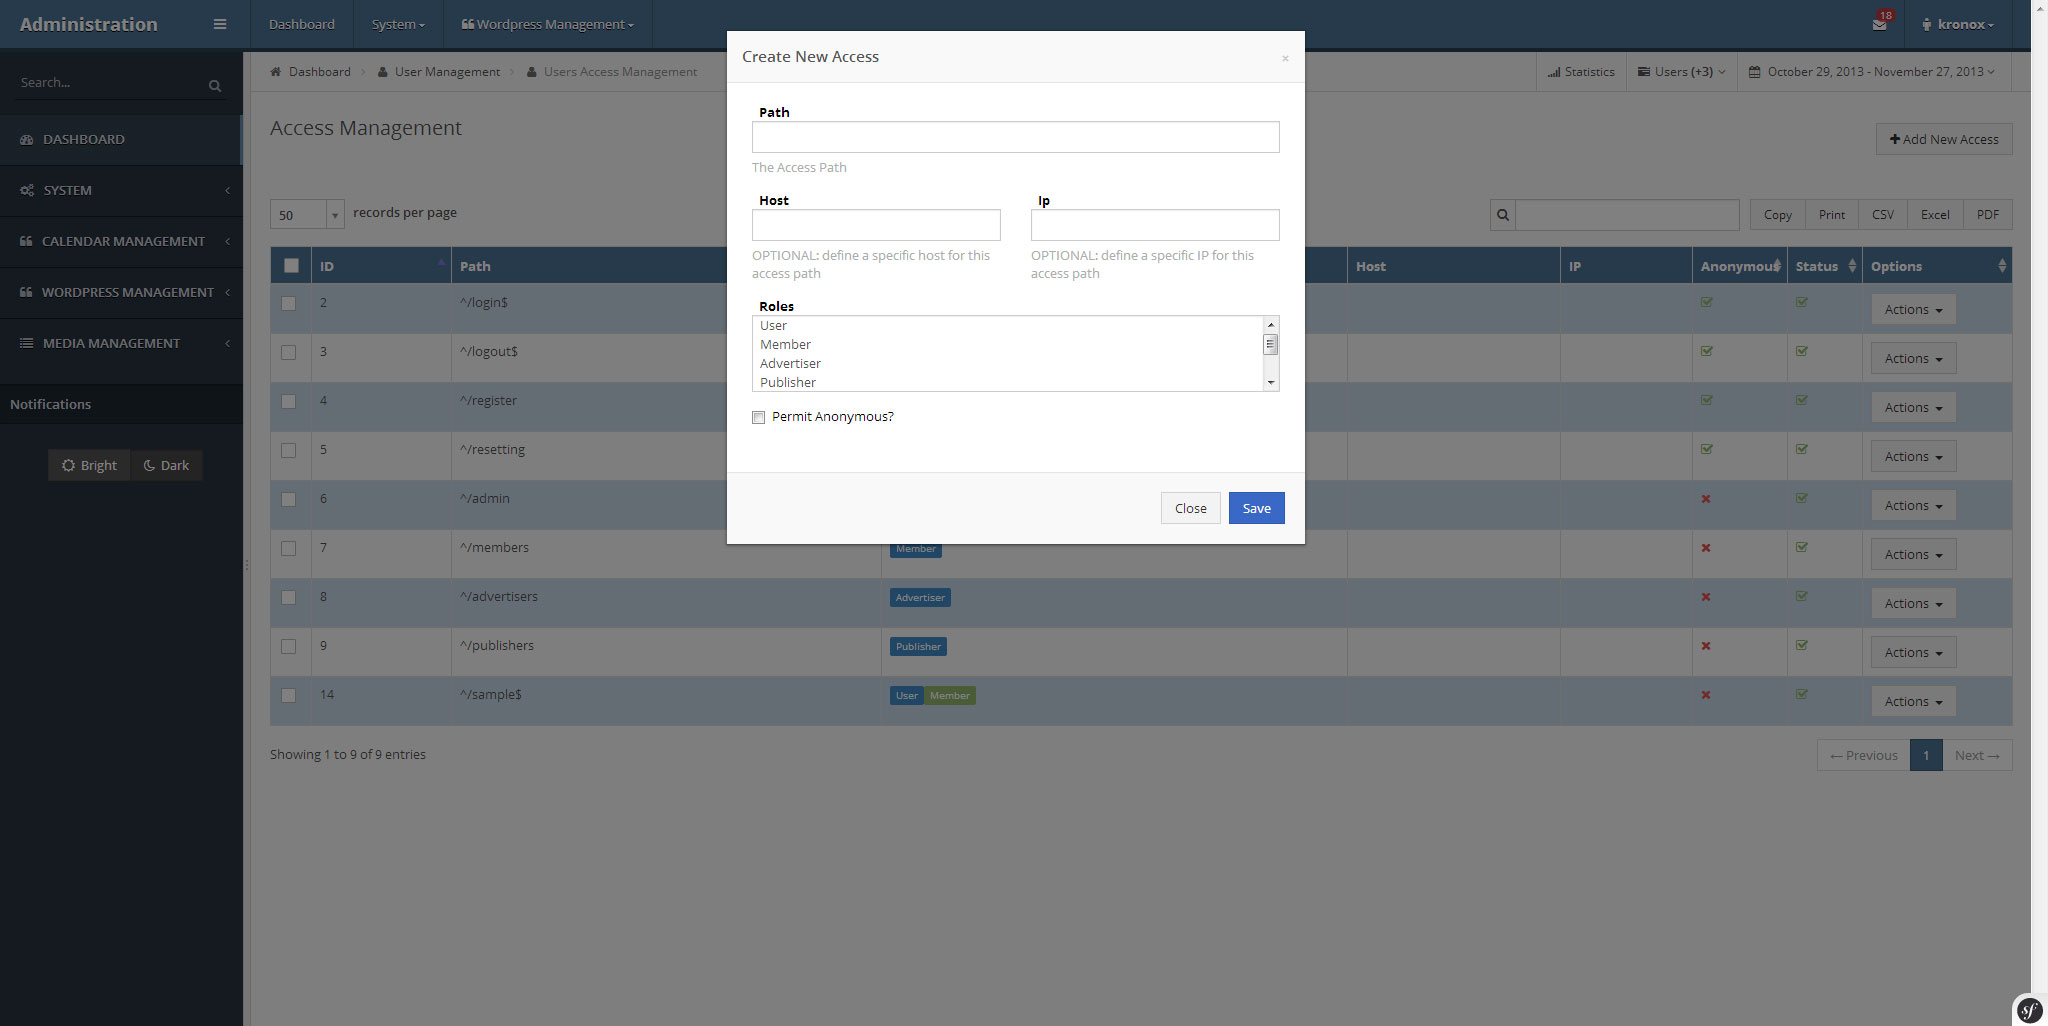 Administration
Dashboard
System
Wordpress Management
18
kronox
Search...
DASHBOARD
SYSTEM
CALENDAR MANAGEMENT
WORDPRESS MANAGEMENT
MEDIA MANAGEMENT
Notifications
Bright
Dark
Dashboard
User Management
Users Access Management
Statistics
Users (+3)
October 29, 2013 - November 27, 2013
Access Management
Add New Access
50
records per page
Copy
Print
CSV
Excel
PDF
ID
Path
Host
IP
Anonymous
Status
Options
2
^/login$
Actions
3
^/logout$
Actions
4
^/register
Actions
5
^/resetting
Actions
6
^/admin
Actions
7
^/members
Member
Actions
8
^/advertisers
Advertiser
Actions
9
^/publishers
Publisher
Actions
14
^/sample$
User
Member
Actions
Showing 1 to 9 of 9 entries
← Previous
1
Next →
Create New Access
×
Path
The Access Path
Host
Ip
OPTIONAL: define a specific host for this
access path
OPTIONAL: define a specific IP for this
access path
Roles
User
Member
Advertiser
Publisher
Permit Anonymous?
Close
Save
sf